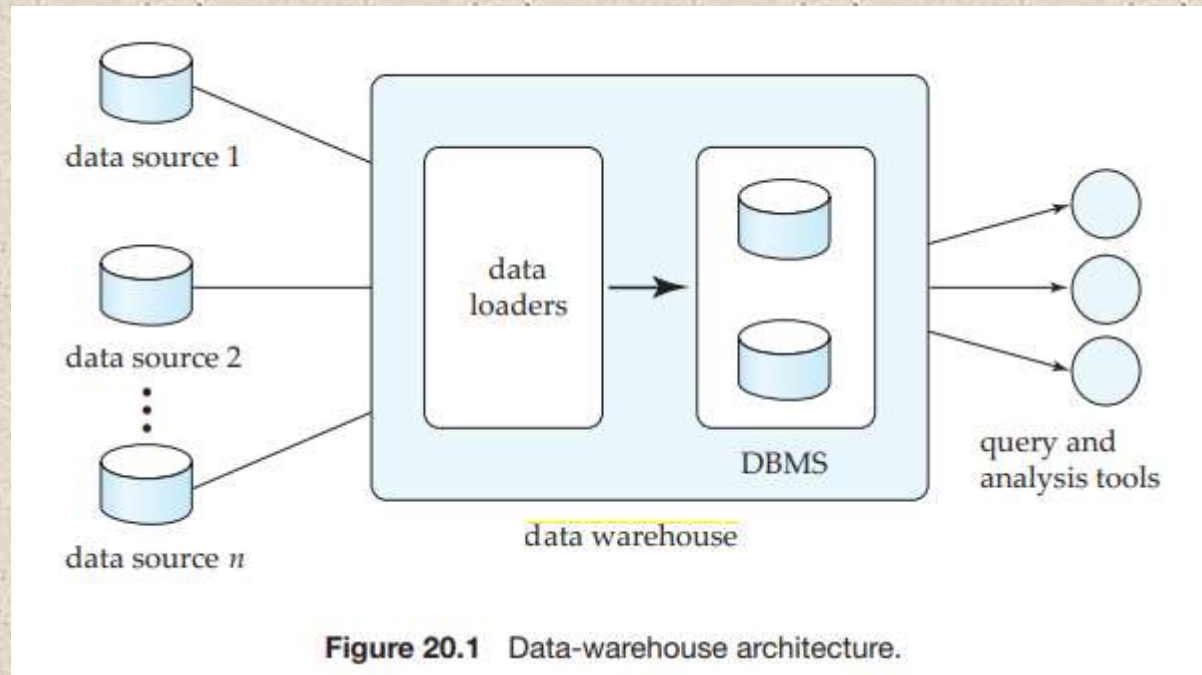 data source 1
data source 2
data source n
data
loaders
DBMS
data warehouse
query and
analysis tools
Figure 20.1 Data-warehouse architecture.